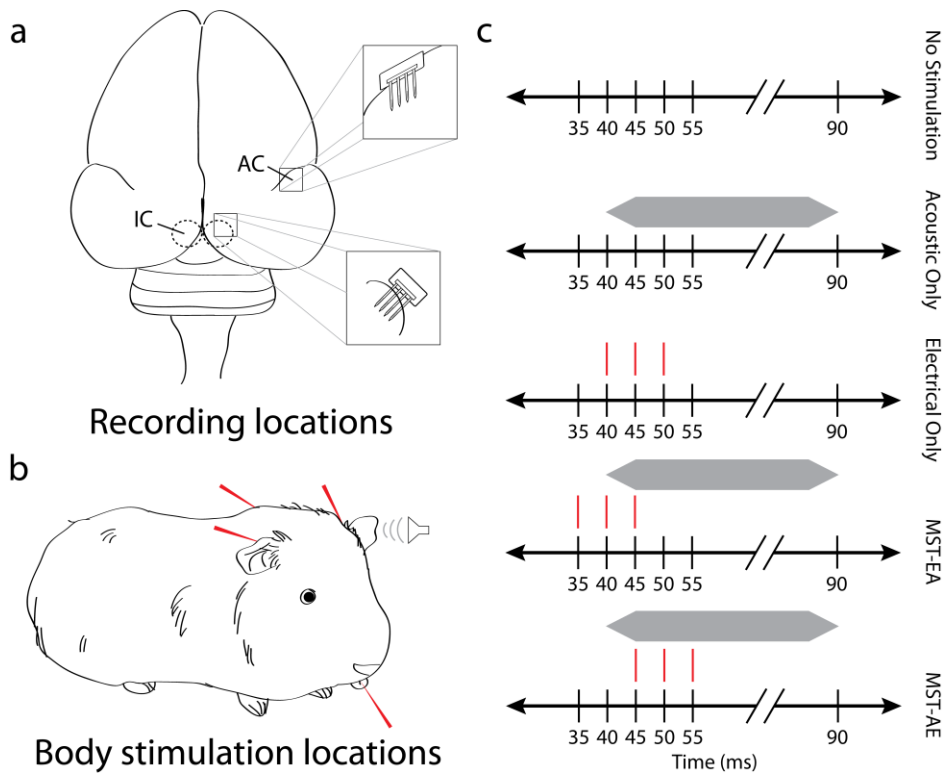 a
AC
IC
Recording locations
b
Body stimulation locations
c
35 40 45 50 55 90
No Stimulation
35 40 45 50 55 90
Acoustic Only
35 40 45 50 55 90
Electrical Only
35 40 45 50 55 90
MST-EA
35 40 45 50 55 90
MST-AE
Time (ms)